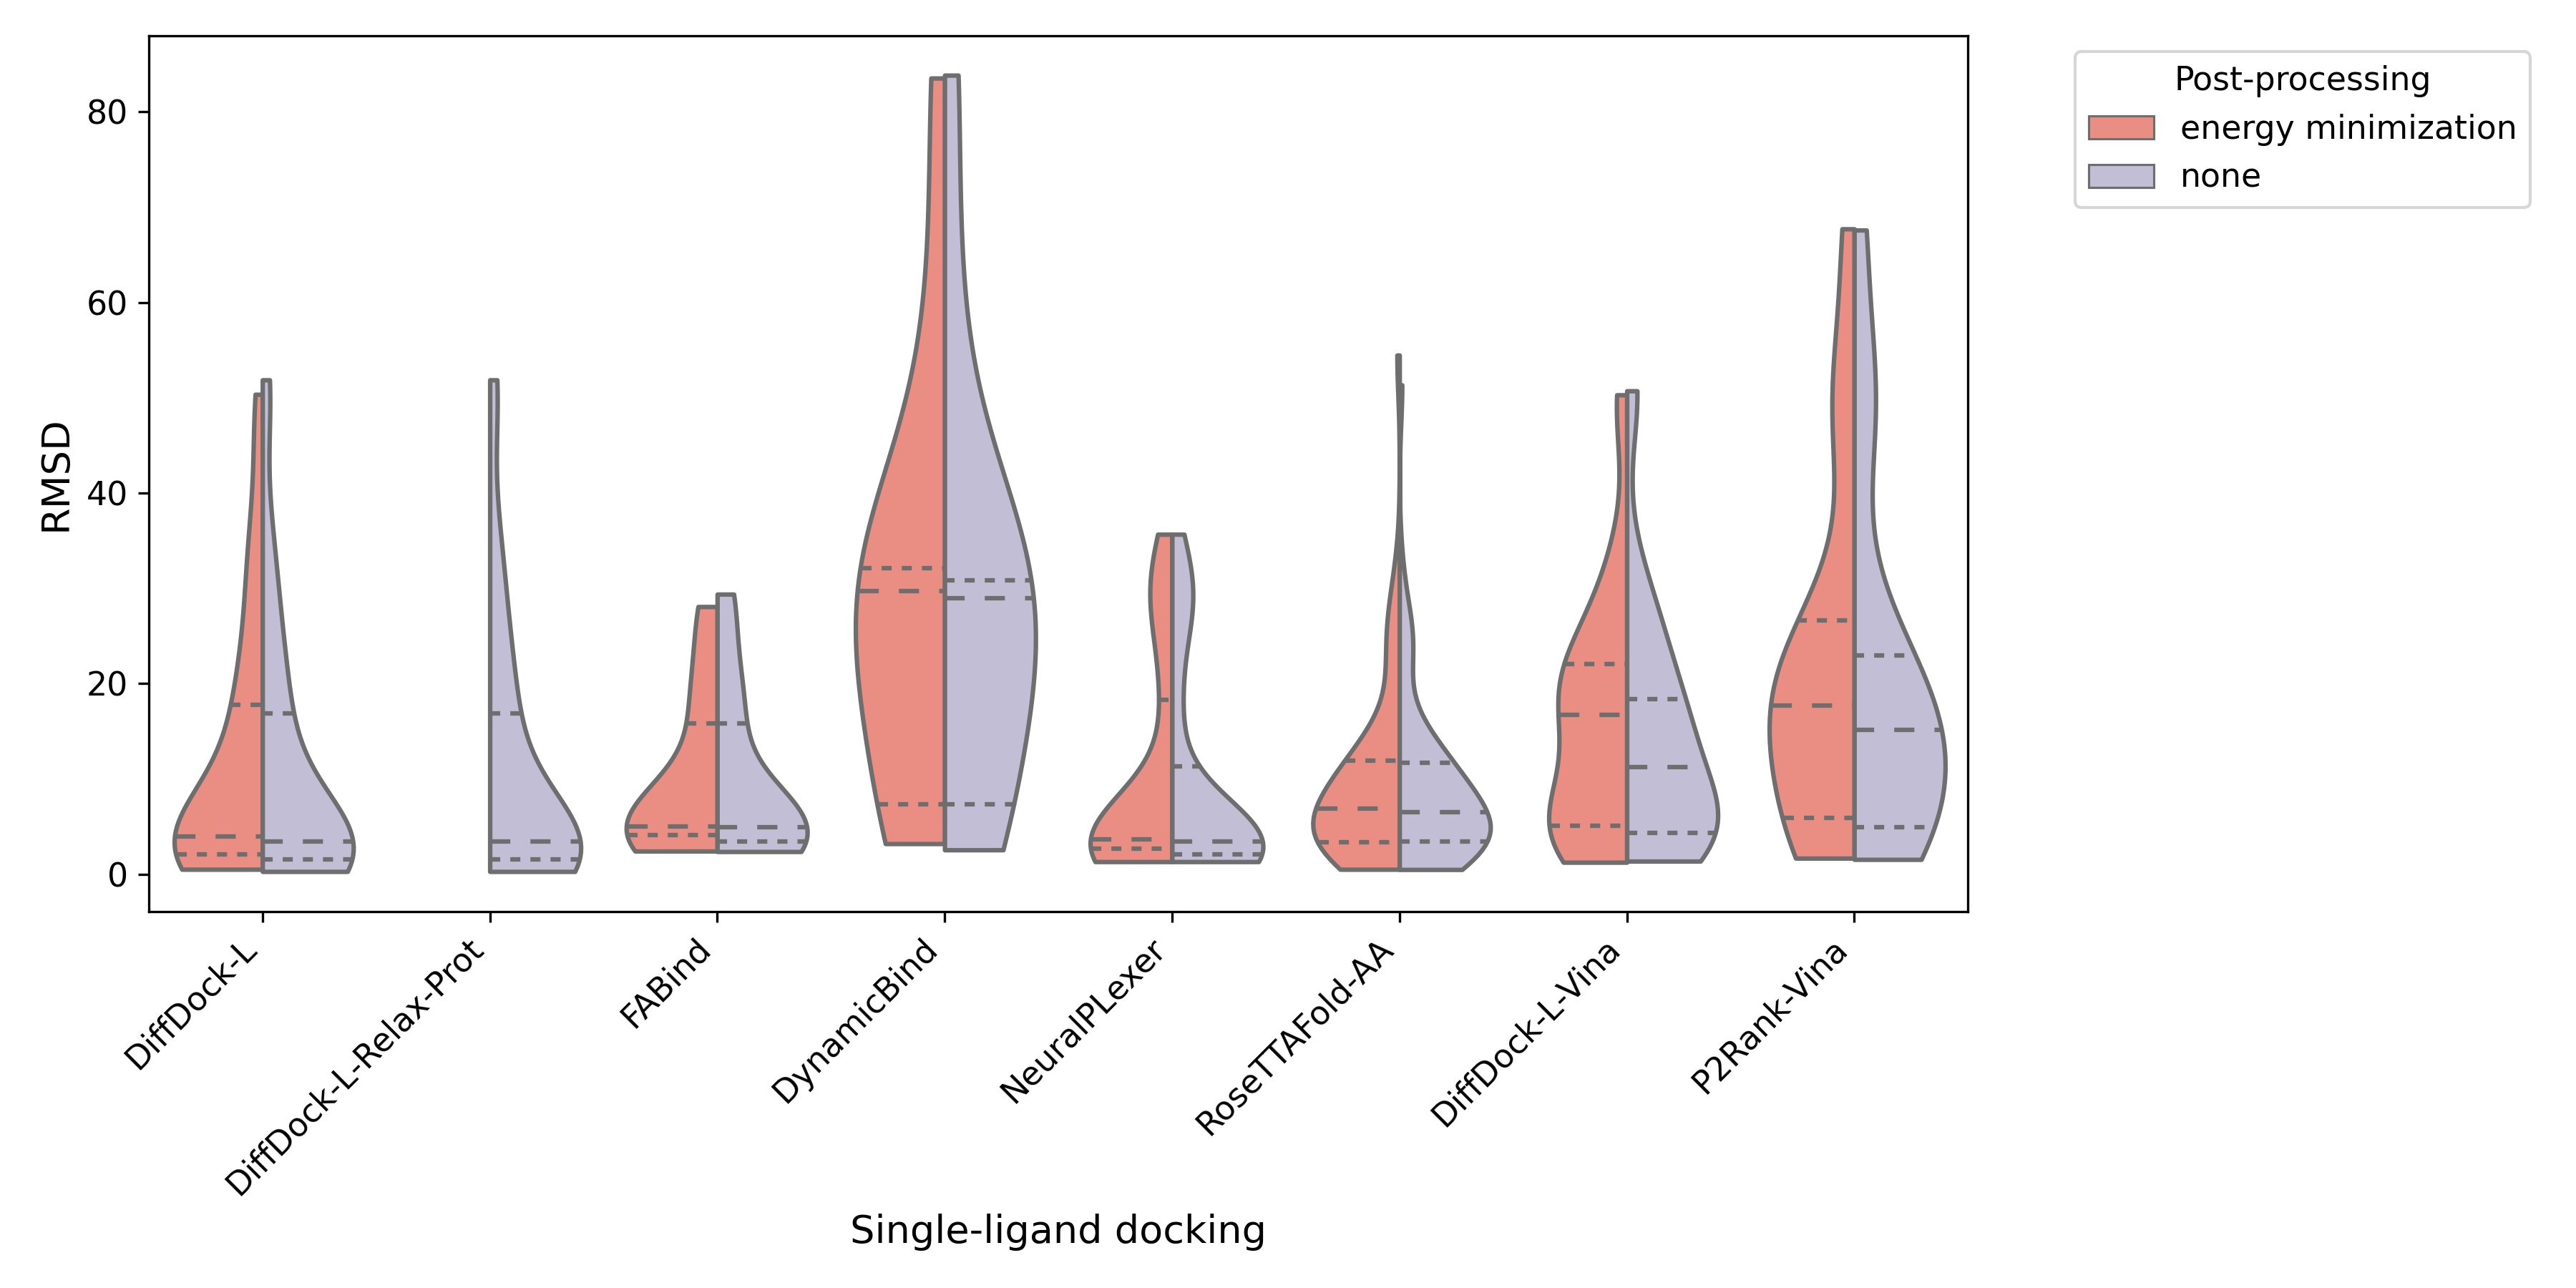 RMSD
80
60
40
20
0
DiffDock-L
DiffDock-L-Relax-Prot
FABind
DynamicBind
NeuralPLexer
RoseTTAFold-AA
DiffDock-L-Vina
P2Rank-Vina
Single-ligand docking
Post-processing
energy minimization
none